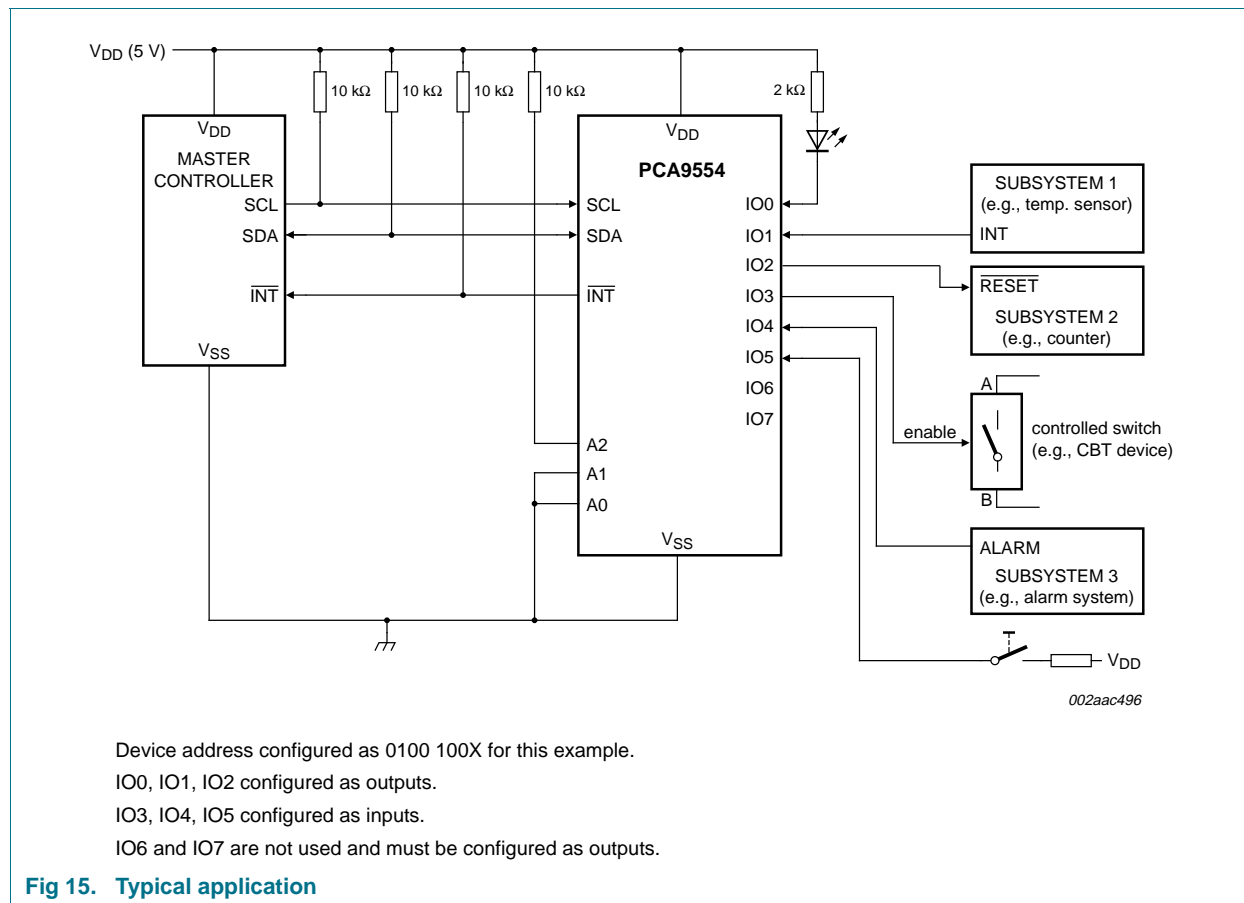 VDD (5 V)
10 kΩ
10 kΩ
10 kΩ
10 kΩ
2 kΩ
VDD
MASTER
CONTROLLER
SCL
SDA
INT
VSS
VDD
PCA9554
SCL
SDA
INT
A2
A1
A0
VSS
IO0
IO1
IO2
IO3
IO4
IO5
IO6
IO7
SUBSYSTEM 1
(e.g., temp. sensor)
INT
RESET
SUBSYSTEM 2
(e.g., counter)
A
enable
B
controlled switch
(e.g., CBT device)
ALARM
SUBSYSTEM 3
(e.g., alarm system)
VDD
002aac496
Device address configured as 0100 100X for this example.
IO0, IO1, IO2 configured as outputs.
IO3, IO4, IO5 configured as inputs.
IO6 and IO7 are not used and must be configured as outputs.
Fig 15. Typical application